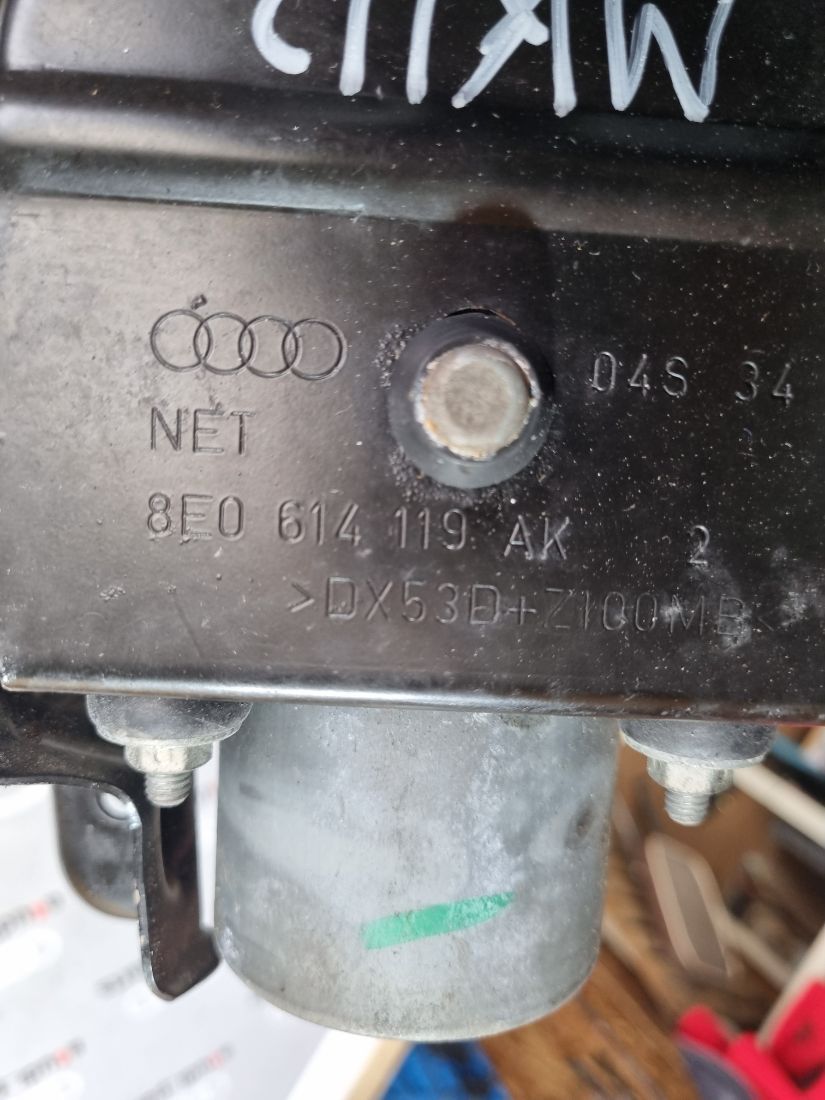 NET
04S 34
8E0 614 119 AK 2
>DX53D+Z100MB<